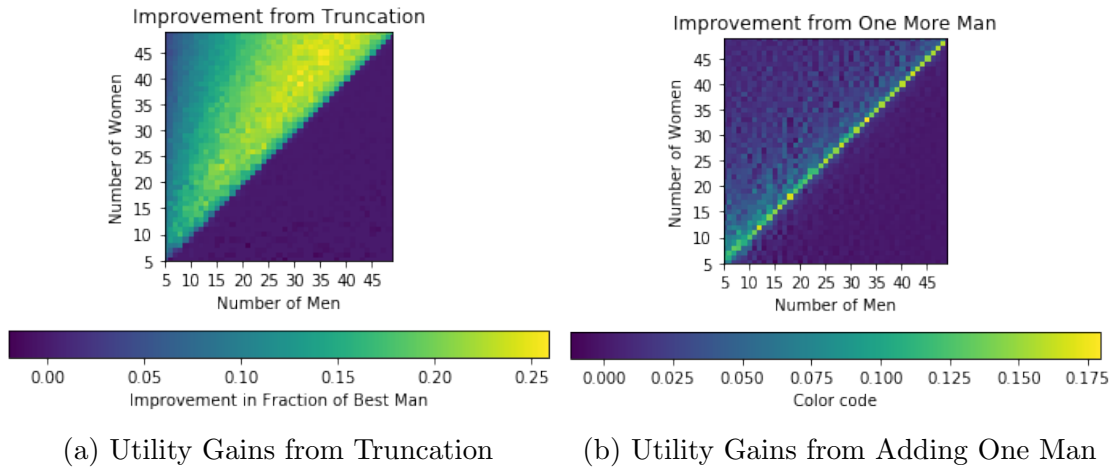 Improvement from Truncation
Number of Women
45
40
35
30
25
20
15
10
5
5 10 15 20 25 30 35 40 45
Number of Men
0.00 0.05 0.10 0.15 0.20 0.25
Improvement in Fraction of Best Man
(a) Utility Gains from Truncation
Improvement from One More Man
Number of Women
45
40
35
30
25
20
15
10
5
5 10 15 20 25 30 35 40 45
Number of Men
0.000 0.025 0.050 0.075 0.100 0.125 0.150 0.175
Color code
(b) Utility Gains from Adding One Man